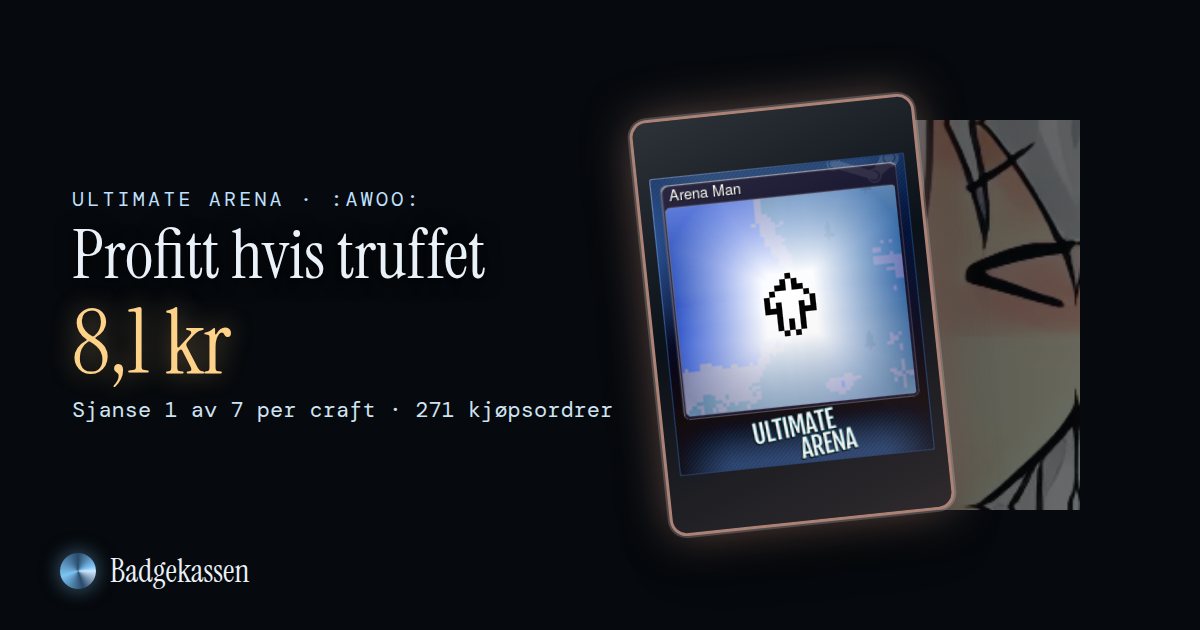 ULTIMATE ARENA · :AWOO:
Profitt hvis truffet
8,1 kr
Sjanse 1 av 7 per craft · 271 kjøpsordrer
Badgekassen
Arena Man
ULTIMATE
ARENA